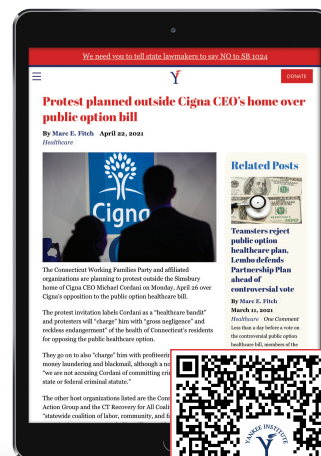 We need you to tell state lawmakers to say NO to SB 1024
Y
DONATE
Protest planned outside Cigna CEO's home over
public option bill
By Marc E. Fitch April 22, 2021
Healthcare
Cigna
The Connecticut Working Families Party and affiliated
organizations are planning to protest outside the Simsbury
home of Cigna CEO Michael Cordani on Monday, April 26 over
Cigna's opposition to the public option healthcare bill.
The protest invitation labels Cordani as a "healthcare bandit"
and protesters will "charge" him with "gross negligence" and
reckless endangerment" of the health of Connecticut's residents
for opposing the public healthcare option.
They go on to also "charge" him with profiteerin
money laundering and blackmail, although a no
"we are not accusing Cordani of committing cri
state or federal criminal statute."
The other host organizations listed are the Conn
Action Group and the CT Recovery for All Coali
"statewide coalition of labor, community, and f
Related Posts
Teamsters reject
public option
healthcare plan,
Lembo defends
Partnership Plan
ahead of
controversial vote
By Marc E. Fitch
March 11, 2021
Healthcare One Comment
Less than a day before a vote on
the controversial public option
healthcare bill, members of the
YANKEE INSTITUTE
Y